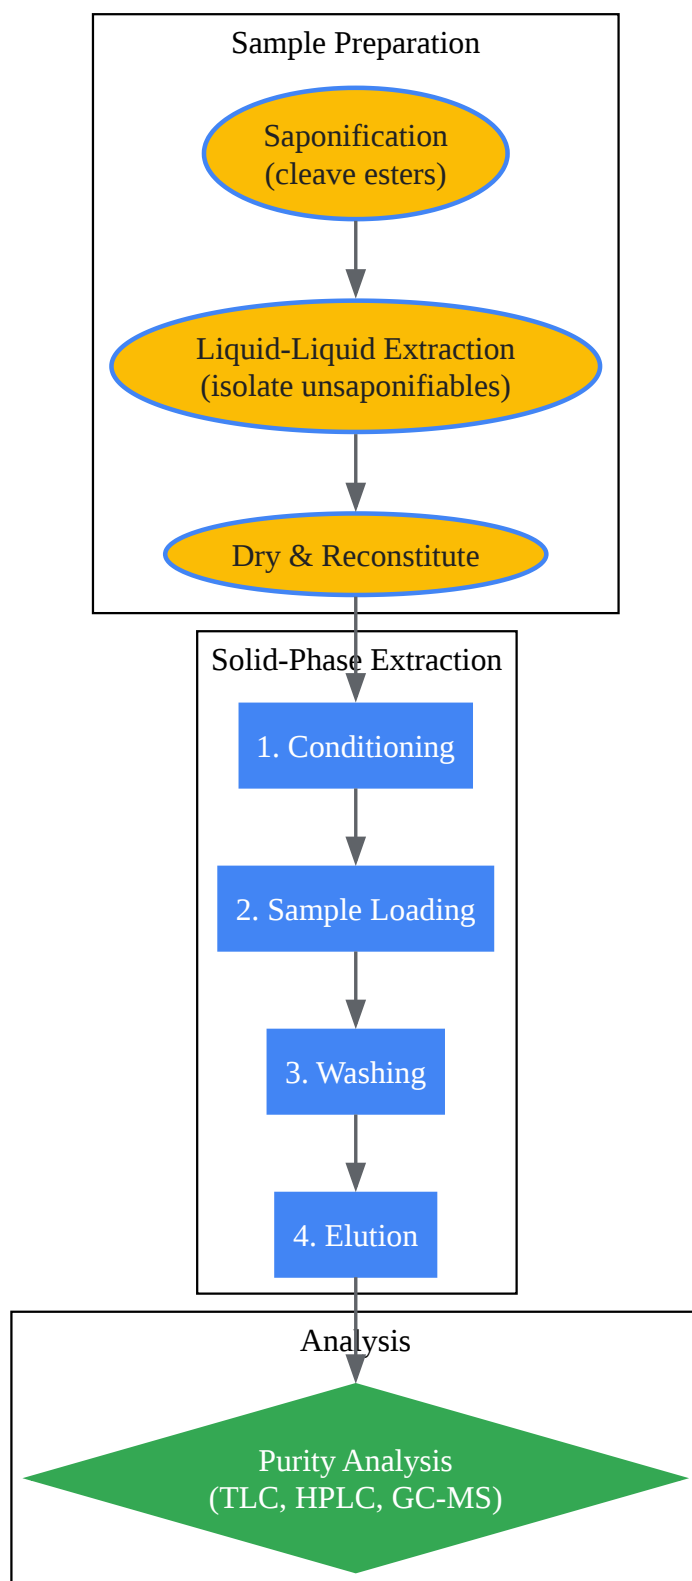 Sample Preparation
Saponification
(cleave esters)
Liquid-Liquid Extraction
(isolate unsaponifiables)
Dry & Reconstitute
Solid-Phase Extraction
1. Conditioning
2. Sample Loading
3. Washing
4. Elution
Analysis
Purity Analysis
(TLC, HPLC, GC-MS)